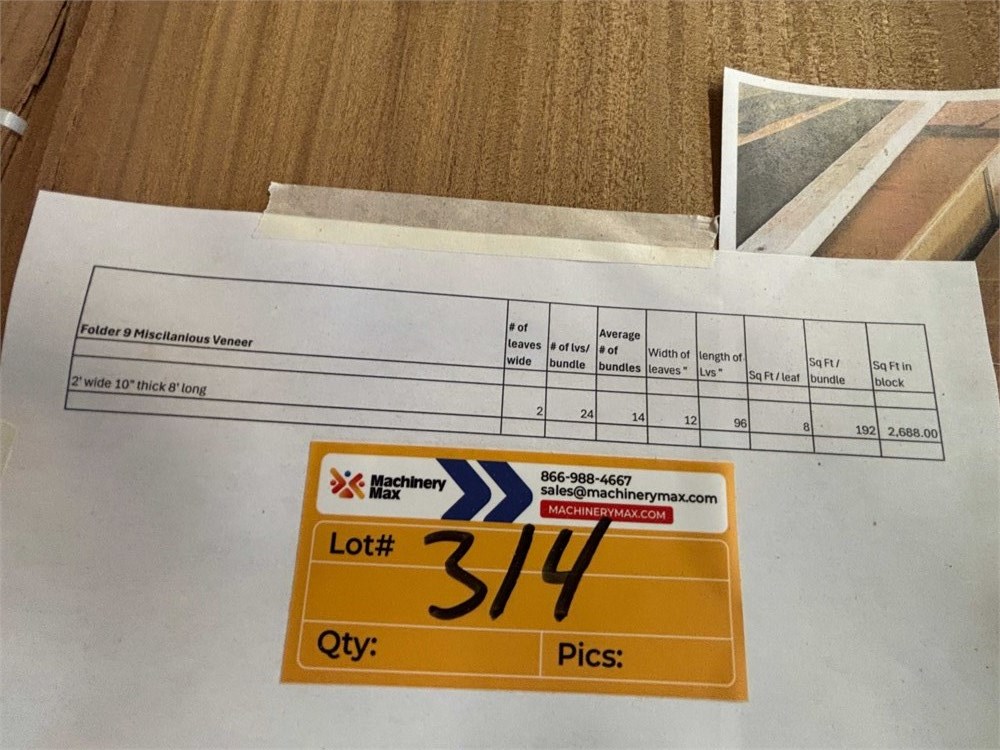 Folder 9 Miscilanious Veneer
# of leaves wide
# of lvs/ bundle
Average # of bundles
Width of leaves "
length of Lvs "
Sq Ft / leaf
Sq Ft / bundle
Sq Ft in block
2' wide 10" thick 8' long
2 24 14 12 96 8 192 2,688.00
Machinery Max
866-988-4667
sales@machinerymax.com
MACHINERYMAX.COM
Lot# 314
Qty:
Pics: